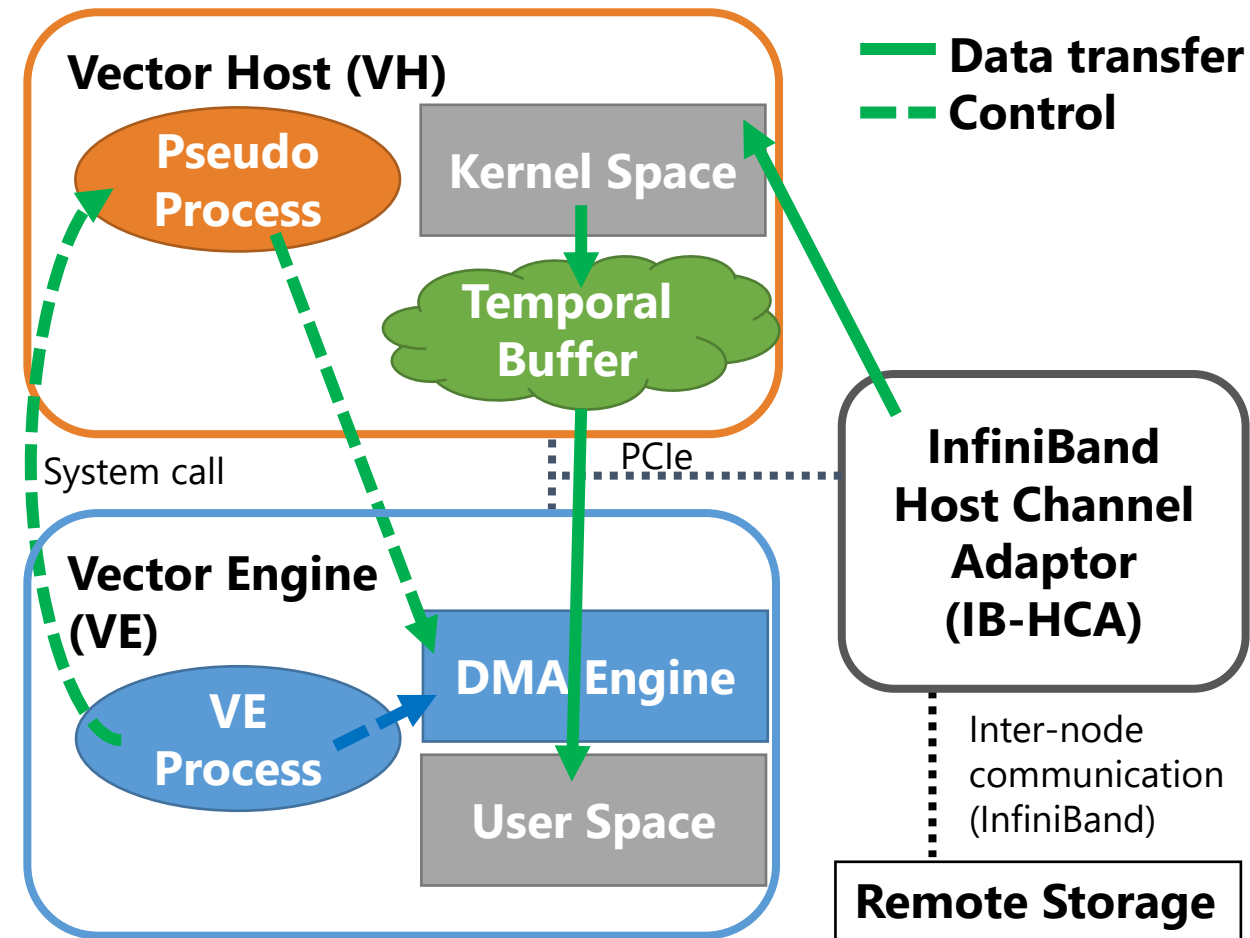 Vector Host (VH)
Pseudo
Process
Kernel Space
Temporal
Buffer
Data transfer
Control
System call
PCIe
InfiniBand
Host Channel
Adaptor
(IB-HCA)
Vector Engine
(VE)
VE
Process
DMA Engine
User Space
Inter-node
communication
(InfiniBand)
Remote Storage